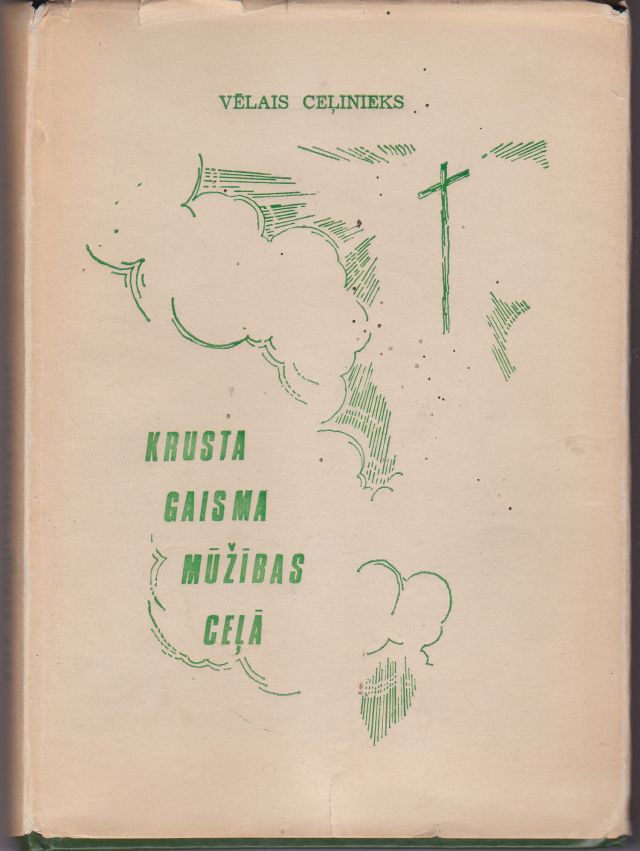 VĒLAIS CEĻINIEKS
KRUSTA
GAISMA
MŪŽĪBAS
CEĻĀ